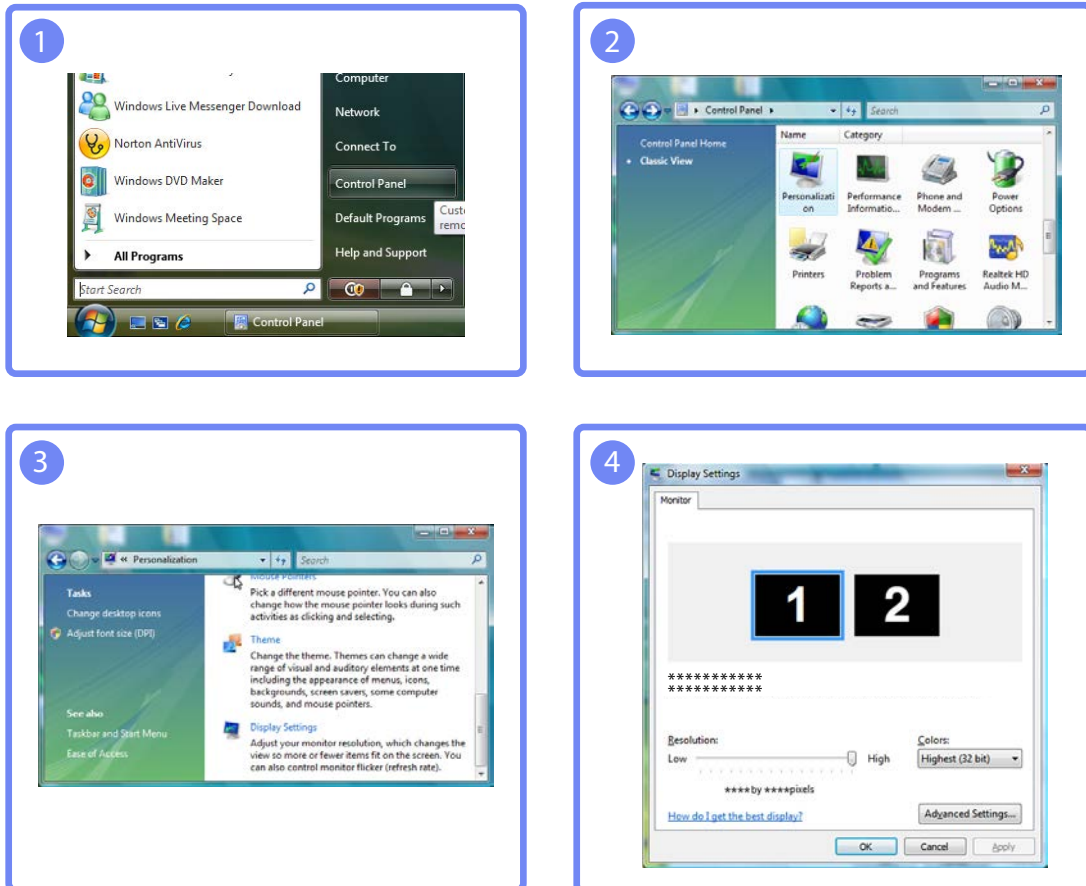 1
Windows Live Messenger Download
Norton AntiVirus
Windows DVD Maker
Windows Meeting Space
All Programs
Start Search
Computer
Network
Connect To
Control Panel
Default Programs
Help and Support
Cust
remo
Control Panel
2
Control Panel
Search
Control Panel Home
Classic View
Name Category
Personalizati
on
Performance
Informatio...
Phone and
Modem ...
Power
Options
Printers
Problem
Reports a...
Programs
and Features
Realtek HD
Audio M...
3
« Personalization
Search
Tasks
Change desktop icons
Adjust font size (DPI)
See also
Taskbar and Start Menu
Ease of Access
Mouse Pointers
Pick a different mouse pointer. You can also
change how the mouse pointer looks during such
activities as clicking and selecting.
Theme
Change the theme. Themes can change a wide
range of visual and auditory elements at one time
including the appearance of menus, icons,
backgrounds, screen savers, some computer
sounds, and mouse pointers.
Display Settings
Adjust your monitor resolution, which changes the
view so more or fewer items fit on the screen. You
can also control monitor flicker (refresh rate).
4
Display Settings
Monitor
1 2
***********
***********
Resolution:
Low High
****by ****pixels
Colors:
Highest (32 bit)
How do I get the best display?
Advanced Settings...
OK Cancel Apply